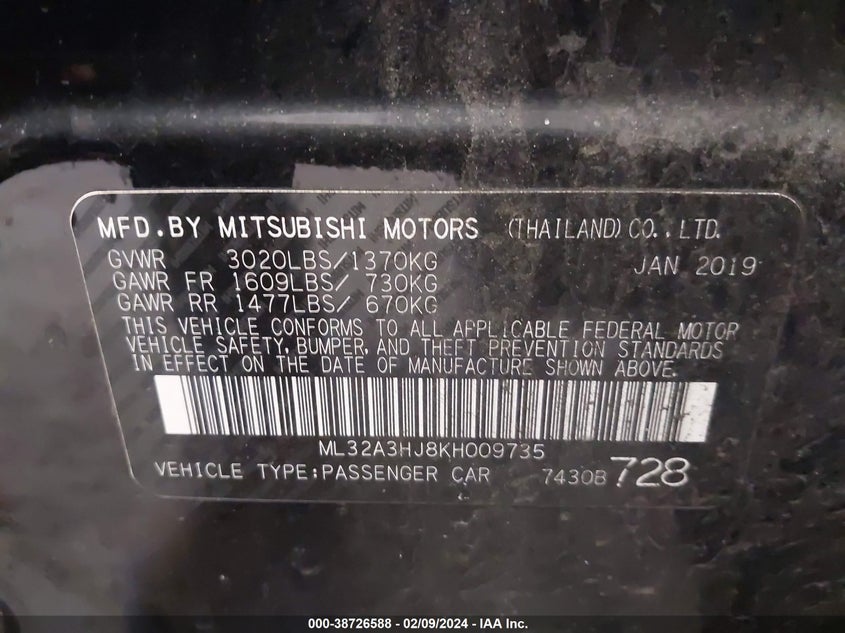 MFD.BY MITSUBISHI MOTORS (THAILAND) CO.,LTD.
GVWR 3020LBS/1370KG JAN 2019
GAWR FR 1609LBS/ 730KG
GAWR RR 1477LBS/ 670KG
THIS VEHICLE CONFORMS TO ALL APPLICABLE FEDERAL MOTOR
VEHICLE SAFETY, BUMPER, AND THEFT PREVENTION STANDARDS
IN EFFECT ON THE DATE OF MANUFACTURE SHOWN ABOVE.
ML32A3HJ8KH009735
VEHICLE TYPE:PASSENGER CAR 7430B 728
000-38726588 - 02/09/2024 - IAA Inc.